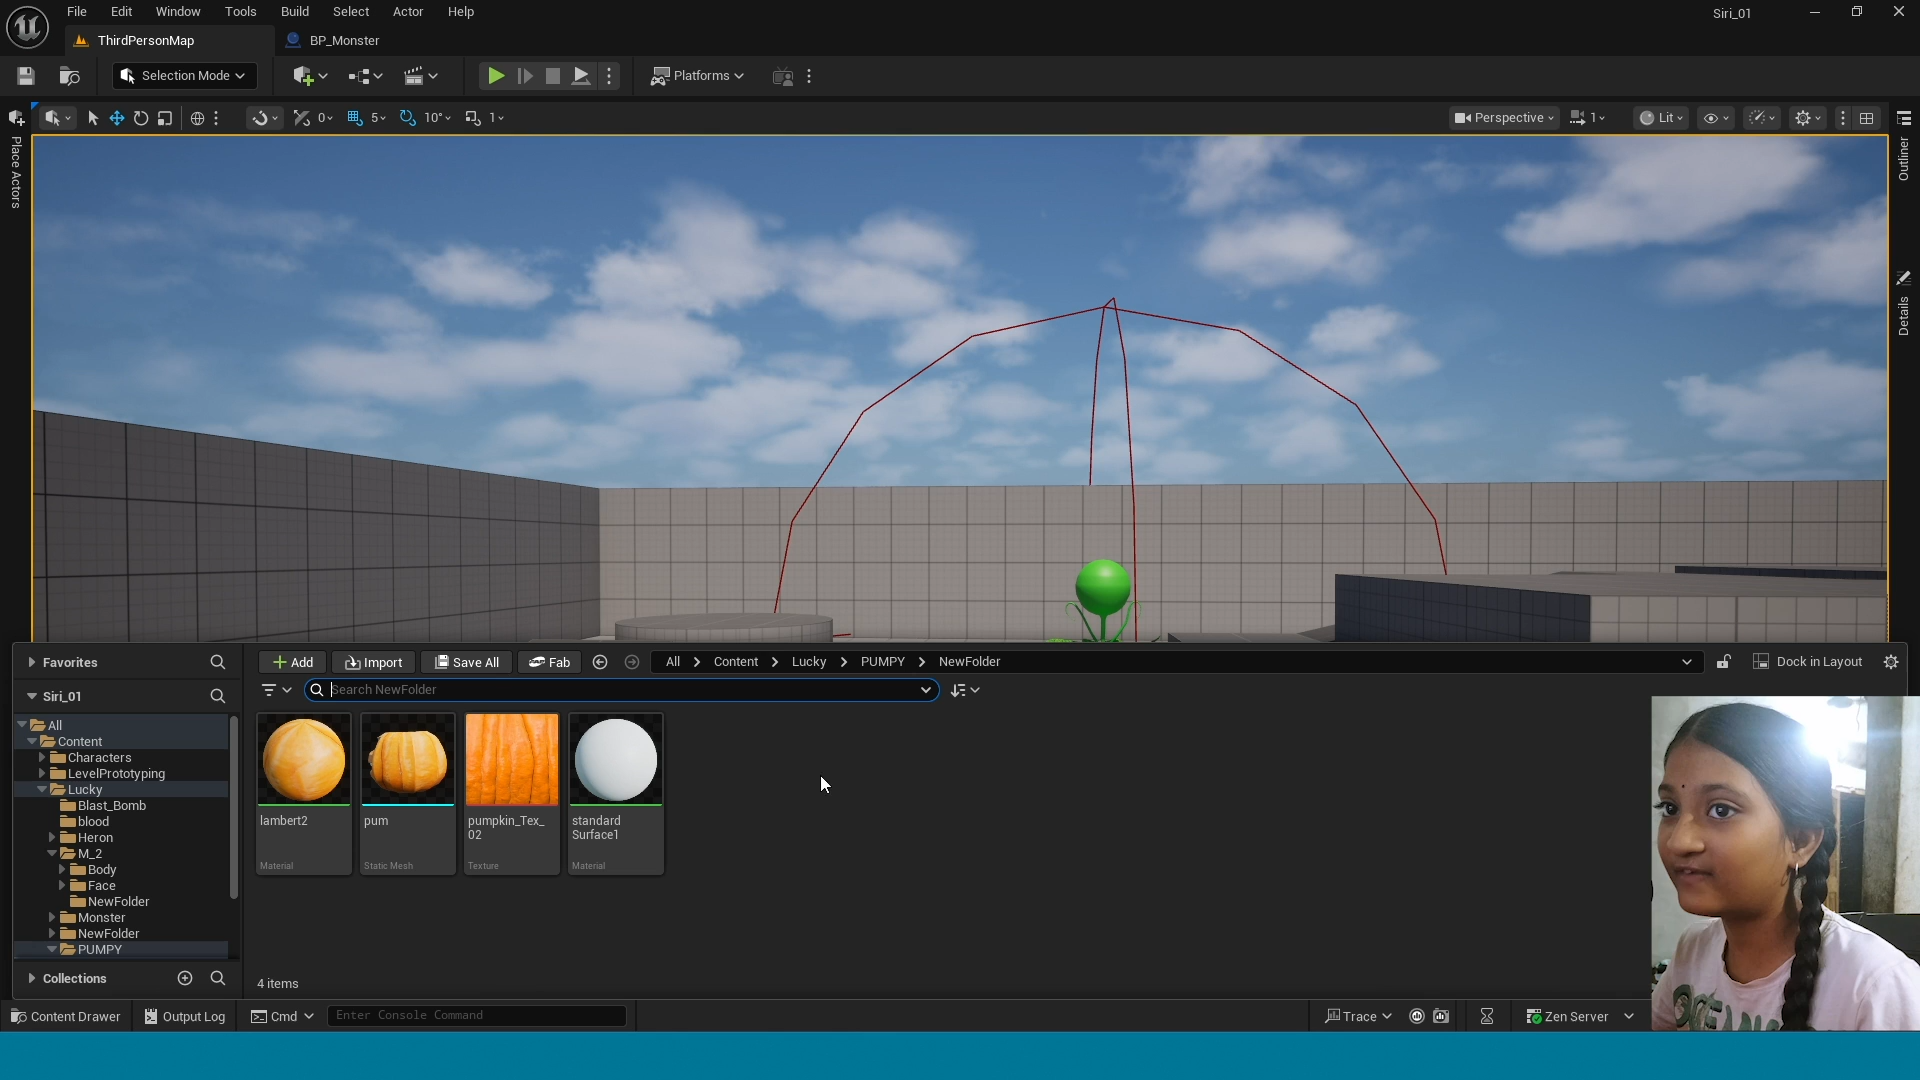 File Edit Window Tools Build Select Actor Help
Siri_01
ThirdPersonMap
BP_Monster
Selection Mode
Platforms
0
5
10°
1
Perspective
1
Lit
Place Actors
Outliner
Details
Favorites
Siri_01
All
Content
Characters
LevelPrototyping
Lucky
Blast_Bomb
blood
Heron
M_2
Body
Face
NewFolder
Monster
NewFolder
PUMPY
Collections
Add
Import
Save All
Fab
All > Content > Lucky > PUMPY > NewFolder
Dock in Layout
Search NewFolder
lambert2
Material
pum
Static Mesh
pumpkin_Tex_
02
Texture
standard
Surface1
Material
4 items
Content Drawer
Output Log
Cmd
Enter Console Command
Trace
Zen Server